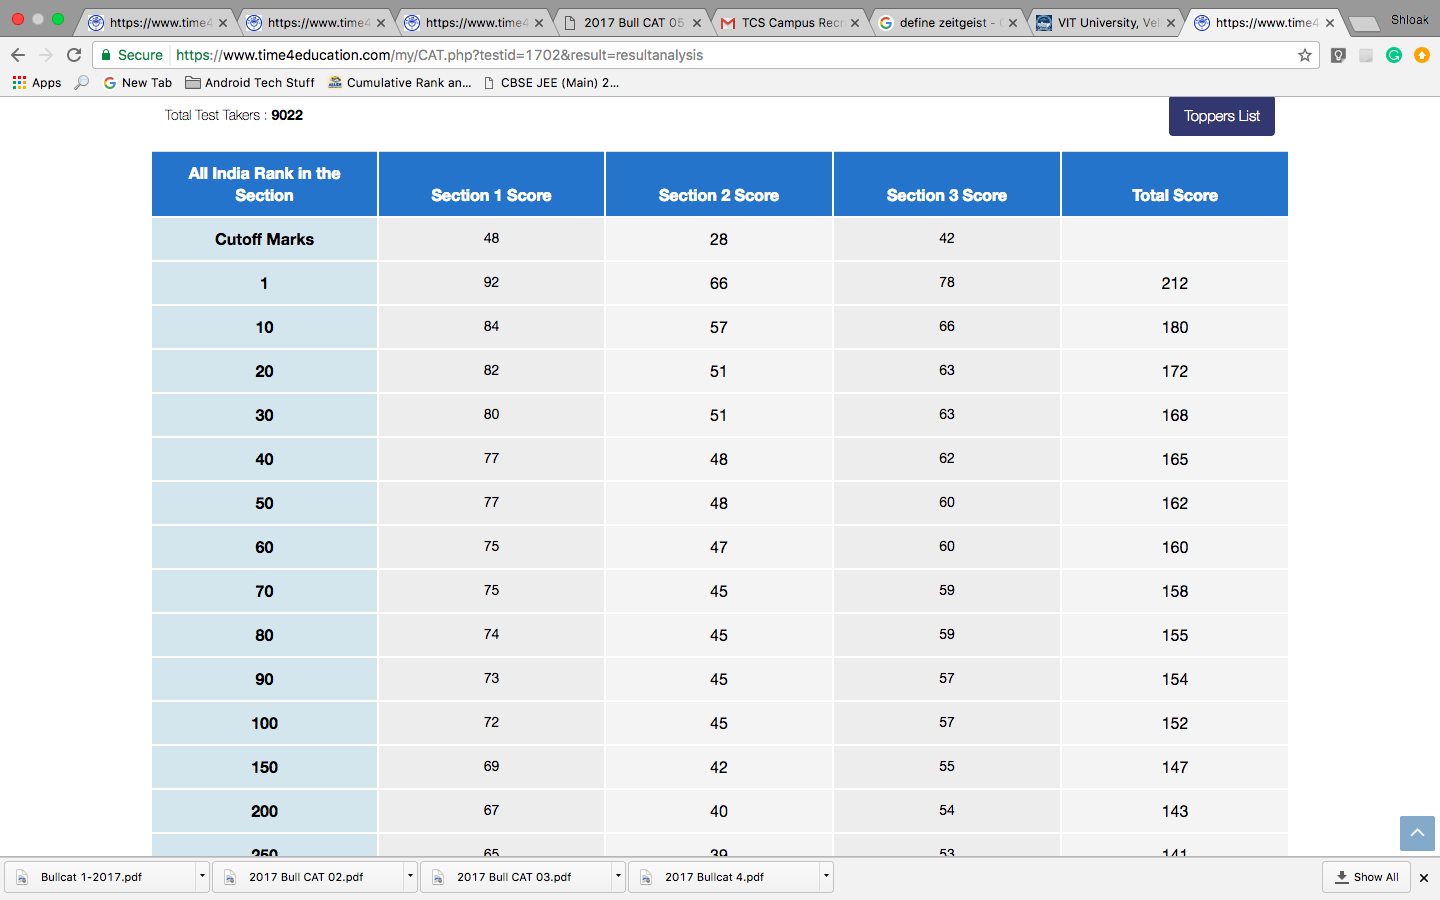 https://www.time4
https://www.time4
https://www.time4
2017 Bull CAT 05
TCS Campus Recr
define zeitgeist -
VIT University, Vel
https://www.time4
Shloak
Secure https://www.time4education.com/my/CAT.php?testid=1702&result=resultanalysis
Apps New Tab Android Tech Stuff Cumulative Rank an... CBSE JEE (Main) 2...
Total Test Takers : 9022
Toppers List
All India Rank in the Section Section 1 Score Section 2 Score Section 3 Score Total Score
Cutoff Marks 48 28 42
1 92 66 78 212
10 84 57 66 180
20 82 51 63 172
30 80 51 63 168
40 77 48 62 165
50 77 48 60 162
60 75 47 60 160
70 75 45 59 158
80 74 45 59 155
90 73 45 57 154
100 72 45 57 152
150 69 42 55 147
200 67 40 54 143
250 65 39 53 141
Bullcat 1-2017.pdf 2017 Bull CAT 02.pdf 2017 Bull CAT 03.pdf 2017 Bullcat 4.pdf Show All